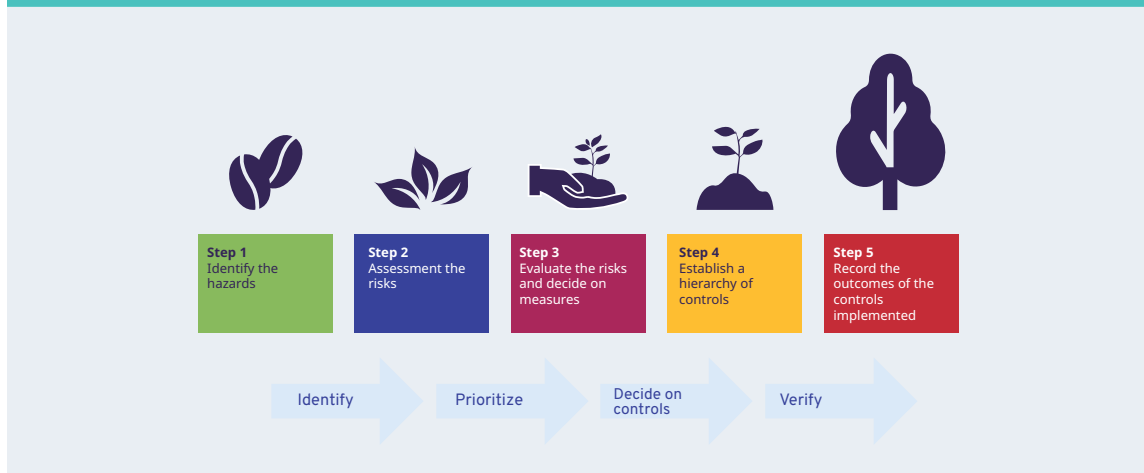 Step 1
Identify the
hazards
Step 2
Assessment the
risks
Step 3
Evaluate the risks
and decide on
measures
Step 4
Establish a
hierarchy of
controls
Step 5
Record the
outcomes of the
controls
implemented
Identify
Prioritize
Decide on
controls
Verify